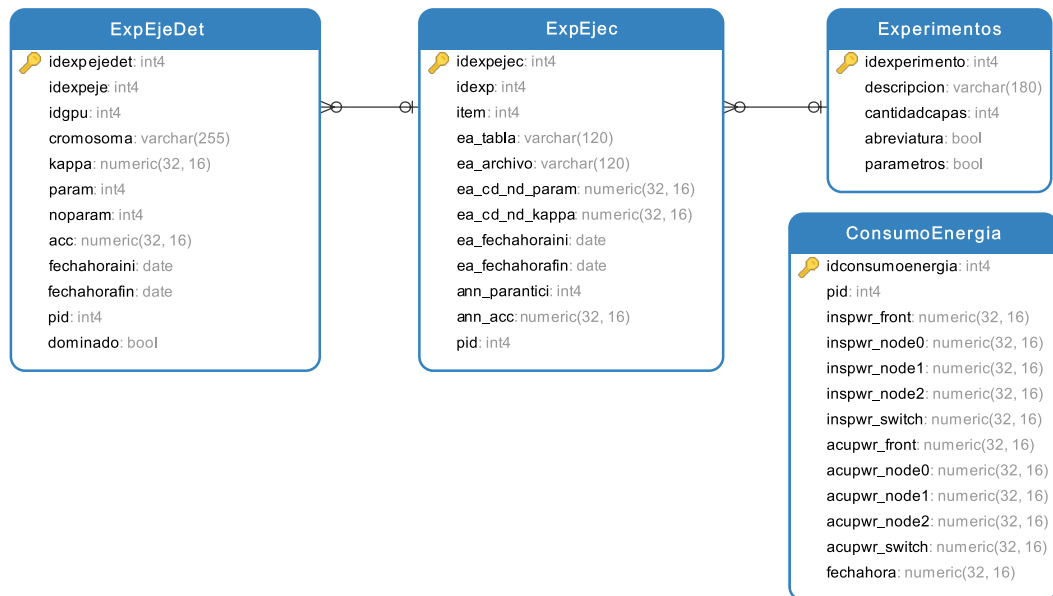 ExpEjeDet
idexpejedet: int4
idexpeje: int4
idgpu: int4
cromosoma: varchar(255)
kappa: numeric(32, 16)
param: int4
noparam: int4
acc: numeric(32, 16)
fechahoraini: date
fechahorafin: date
pid: int4
dominado: bool
ExpEjec
idexpejec: int4
idexp: int4
item: int4
ea_tabla: varchar(120)
ea_archivo: varchar(120)
ea_cd_nd_param: numeric(32, 16)
ea_cd_nd_kappa: numeric(32, 16)
ea_fechahoraini: date
ea_fechahorafin: date
ann_parantici: int4
ann_acc: numeric(32, 16)
pid: int4
Experimentos
idexperimento: int4
descripcion: varchar(180)
cantidadcapas: int4
abreviatura: bool
parametros: bool
ConsumoEnergia
idconsumoenergia: int4
pid: int4
inspwr_front: numeric(32, 16)
inspwr_node0: numeric(32, 16)
inspwr_node1: numeric(32, 16)
inspwr_node2: numeric(32, 16)
inspwr_switch: numeric(32, 16)
acupwr_front: numeric(32, 16)
acupwr_node0: numeric(32, 16)
acupwr_node1: numeric(32, 16)
acupwr_node2: numeric(32, 16)
acupwr_switch: numeric(32, 16)
fechahora: numeric(32, 16)